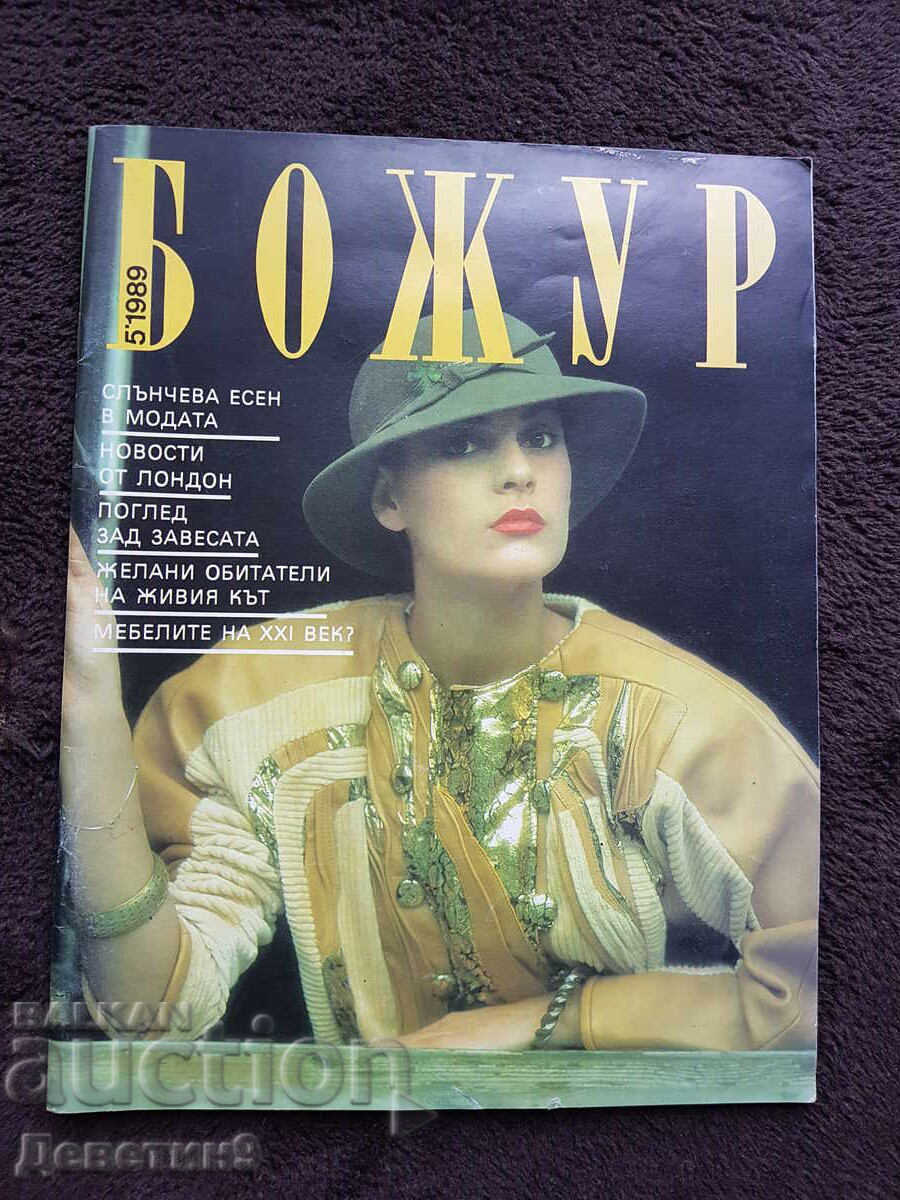 БОЖУР
5'1989
СЛЪНЧЕВА ЕСЕН
В МОДАТА
НОВОСТИ
ОТ ЛОНДОН
ПОГЛЕД
ЗАД ЗАВЕСАТА
ЖЕЛАНИ ОБИТАТЕЛИ
НА ЖИВИЯ КЪТ
МЕБЕЛИТЕ НА XXI ВЕК?
BALKAN
auction
Деветин9